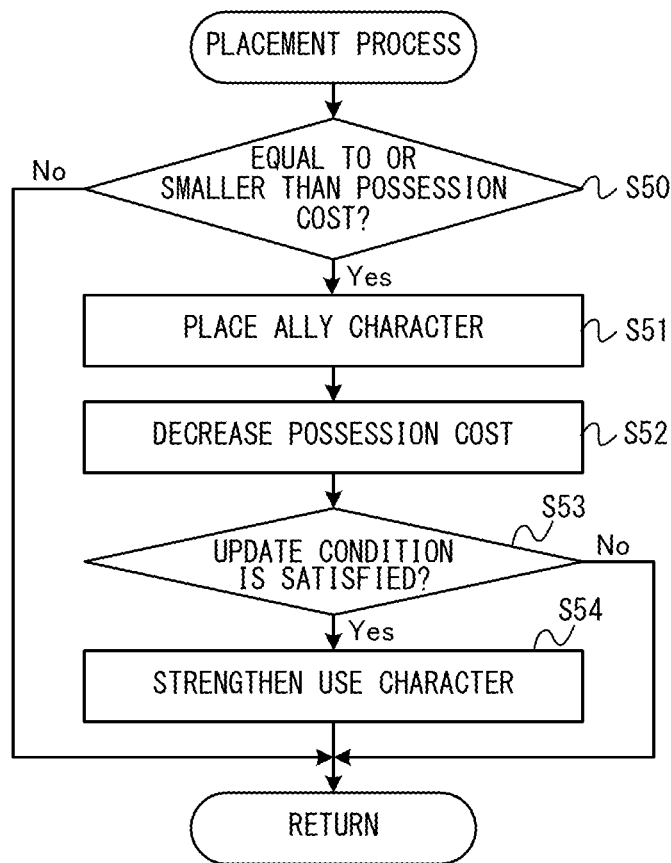 PLACEMENT PROCESS
EQUAL TO OR
SMALLER THAN POSSESSION
COST?
No
S50
Yes
PLACE ALLY CHARACTER
S51
DECREASE POSSESSION COST
S52
S53
UPDATE CONDITION
IS SATISFIED?
No
Yes
S54
STRENGTHEN USE CHARACTER
RETURN